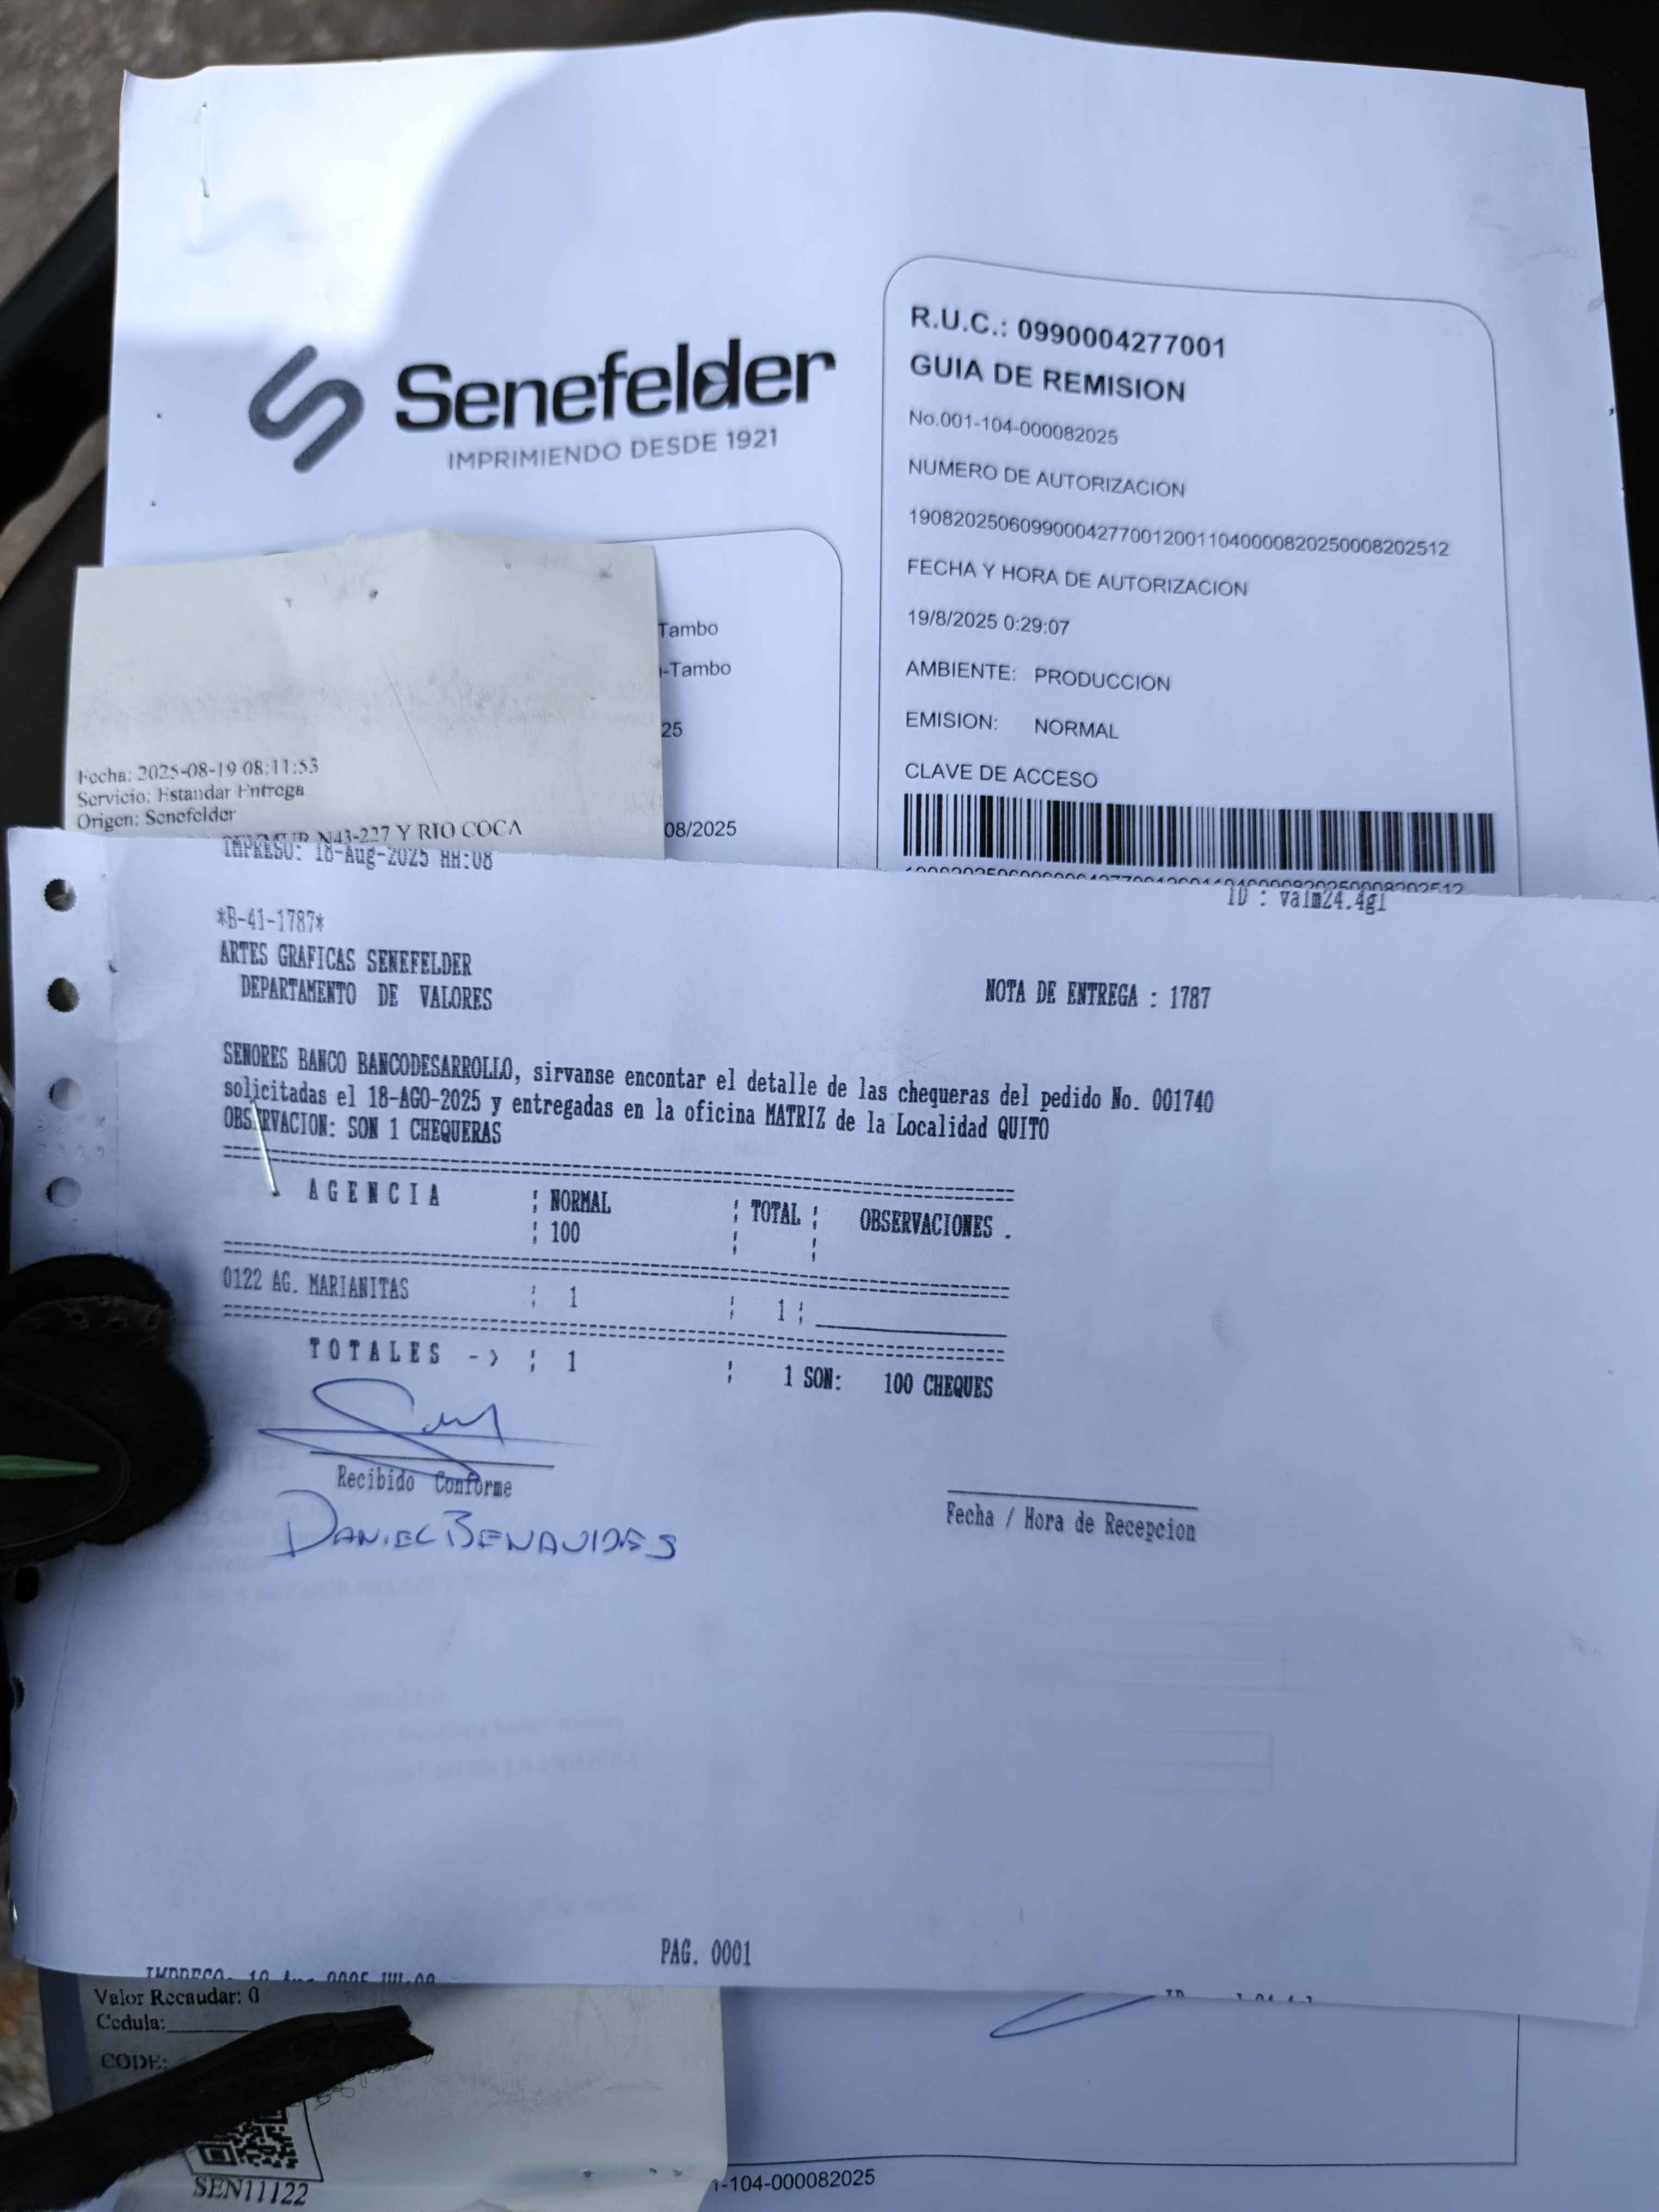 Senefelder
IMPRIMIENDO DESDE 1921
R.U.C.: 0990004277001
GUIA DE REMISION
No.001-104-000082025
NUMERO DE AUTORIZACION
1908202506099000427700120011040000820250008202512
FECHA Y HORA DE AUTORIZACION
19/8/2025 0:29:07
AMBIENTE: PRODUCCION
EMISION: NORMAL
CLAVE DE ACCESO
Tambo
-Tambo
25
08/2025
Fecha: 2025-08-19 08:11:53
Servicio: Estandar Entrega
Origen: Senefelder
N43-227 Y RIO COCA
IMPRESO: 18-Aug-2025 HH:08
ID : valm24.4gl
*B-41-1787*
ARTES GRAFICAS SENEFELDER
DEPARTAMENTO DE VALORES
NOTA DE ENTREGA : 1787
SENORES BANCO BANCODESARROLLO, sirvanse encontar el detalle de las chequeras del pedido No. 001740
solicitadas el 18-AGO-2025 y entregadas en la oficina MATRIZ de la Localidad QUITO
OBSERVACION: SON 1 CHEQUERAS
AGENCIA ¦ NORMAL ¦ TOTAL ¦ OBSERVACIONES .
¦ 100 ¦ ¦
0122 AG. MARIANITAS ¦ 1 ¦ 1 ¦
TOTALES -> ¦ 1 ¦ 1 SON: 100 CHEQUES
Recibido Conforme
DANIEL BENAVIDES
Fecha / Hora de Recepcion
PAG. 0001
Valor Recaudar: 0
Cedula:
CODE:
SEN11122
-104-000082025